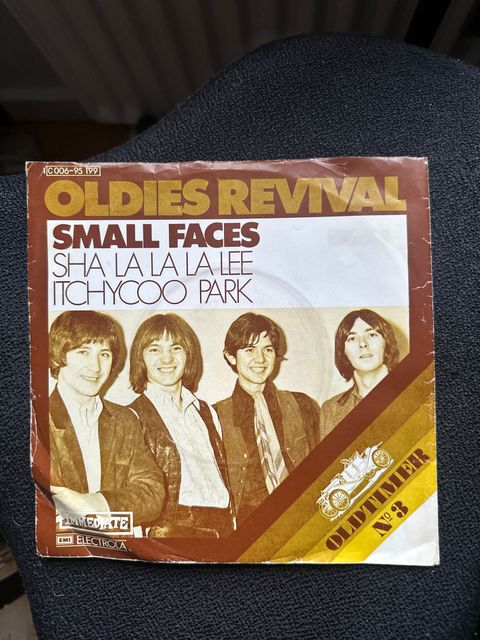 1C 006-95 199
OLDIES REVIVAL
SMALL FACES
SHA LA LA LA LEE
ITCHYCOO PARK
IMMEDIATE
EMI ELECTROLA
OLDTIMER
Nº 3